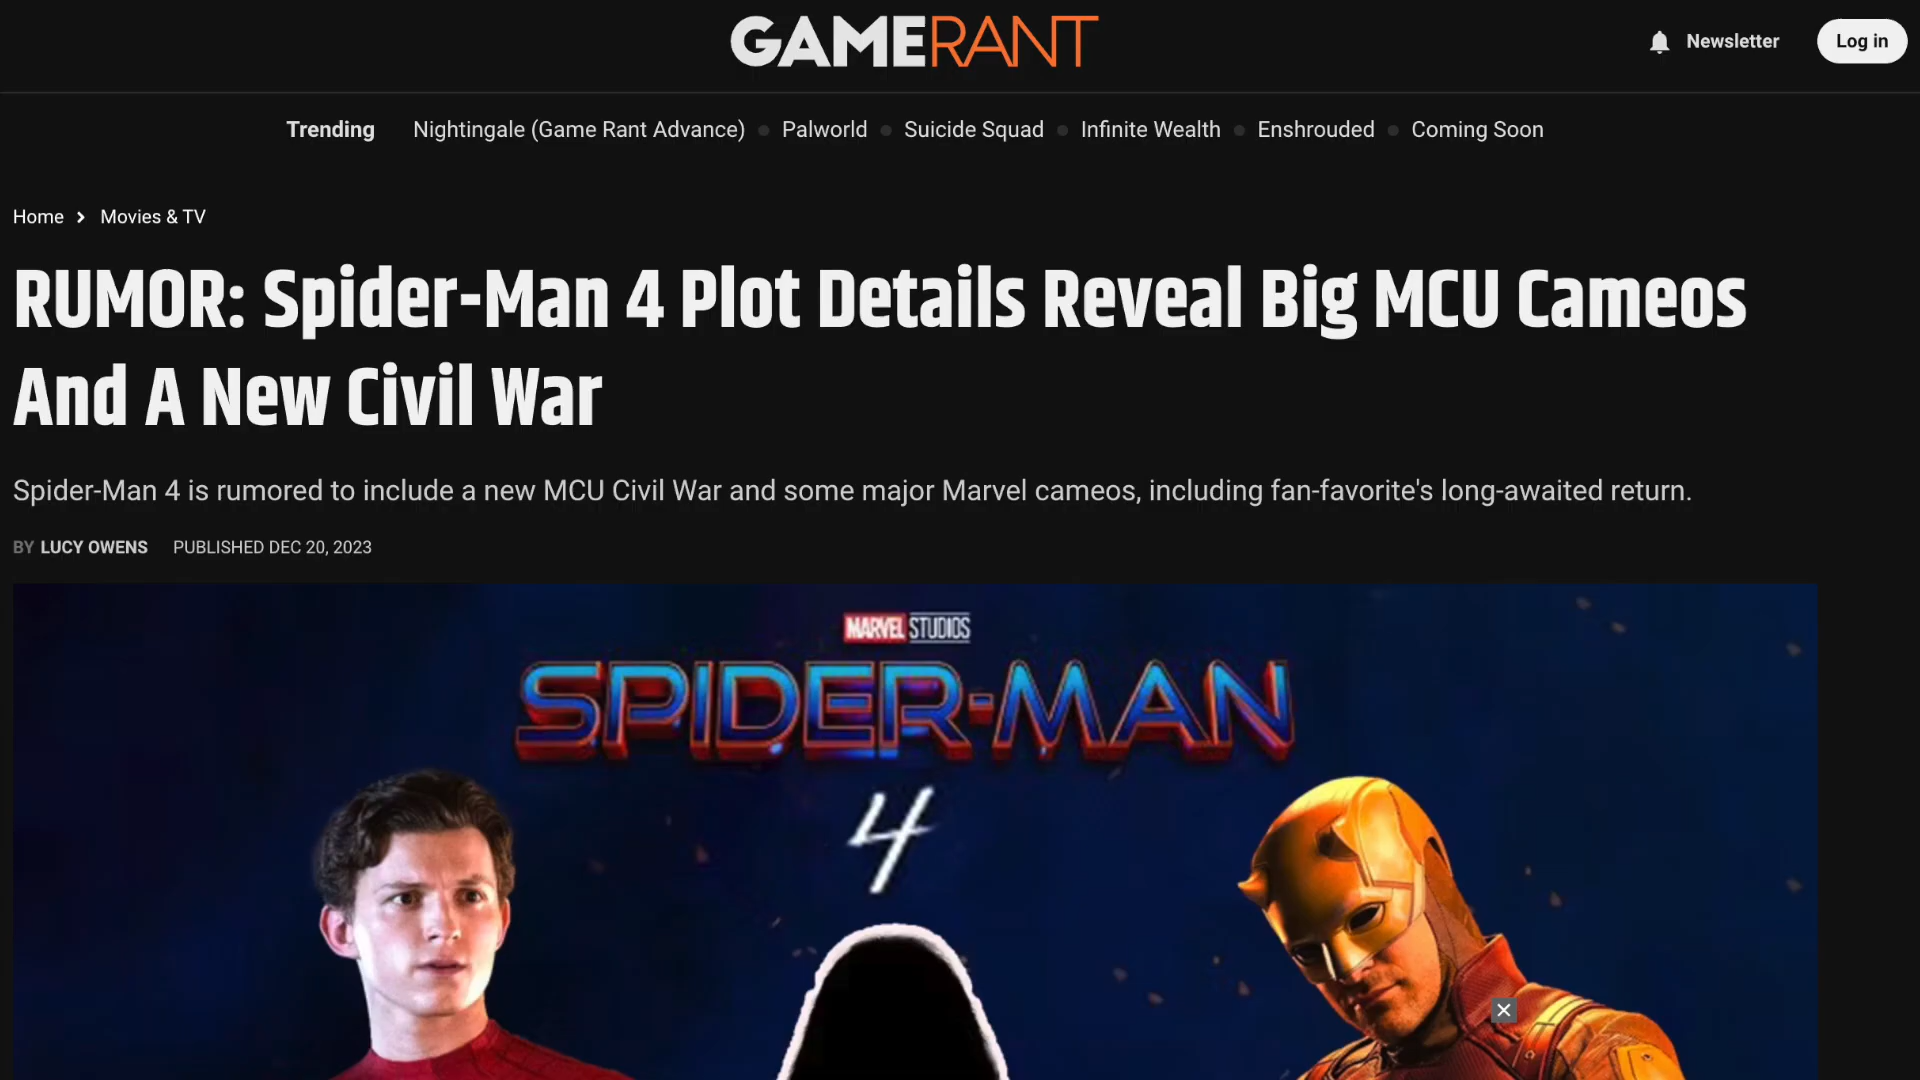 GAMERANT
Newsletter
Log in
Trending Nightingale (Game Rant Advance) Palworld Suicide Squad Infinite Wealth Enshrouded Coming Soon
Home Movies & TV
RUMOR: Spider-Man 4 Plot Details Reveal Big MCU Cameos
And A New Civil War
Spider-Man 4 is rumored to include a new MCU Civil War and some major Marvel cameos, including fan-favorite's long-awaited return.
BY LUCY OWENS PUBLISHED DEC 20, 2023
MARVEL STUDIOS
SPIDER-MAN
4